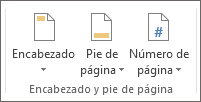 #
Encabezado Pie de Número de
página página
Encabezado y pie de página